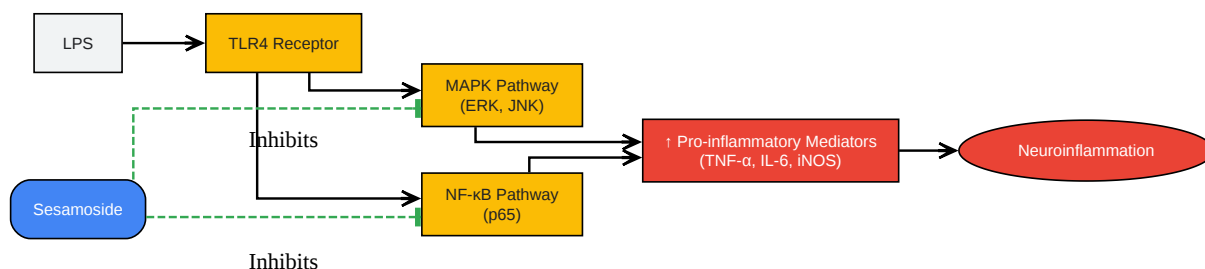 LPS
TLR4 Receptor
MAPK Pathway
(ERK, JNK)
Inhibits
↑ Pro-inflammatory Mediators
(TNF-α, IL-6, iNOS)
Neuroinflammation
Sesamoside
NF-κB Pathway
(p65)
Inhibits